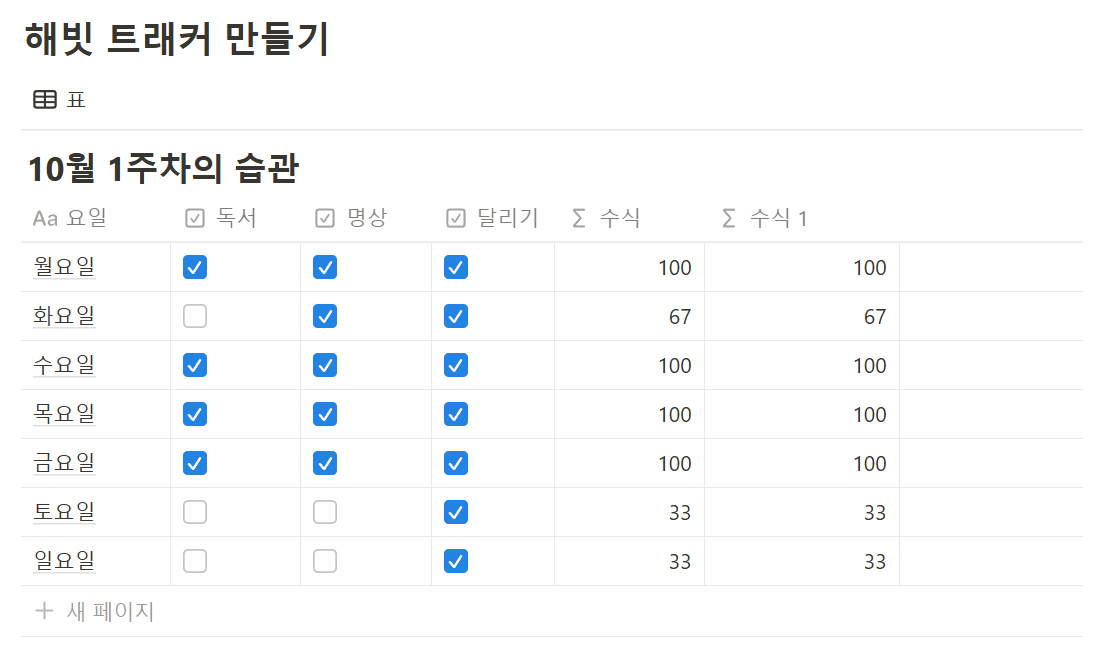 해빗 트래커 만들기
표
10월 1주차의 습관
Aa 요일 독서 명상 달리기 Σ 수식 Σ 수식 1
월요일 100 100
화요일 67 67
수요일 100 100
목요일 100 100
금요일 100 100
토요일 33 33
일요일 33 33
+ 새 페이지